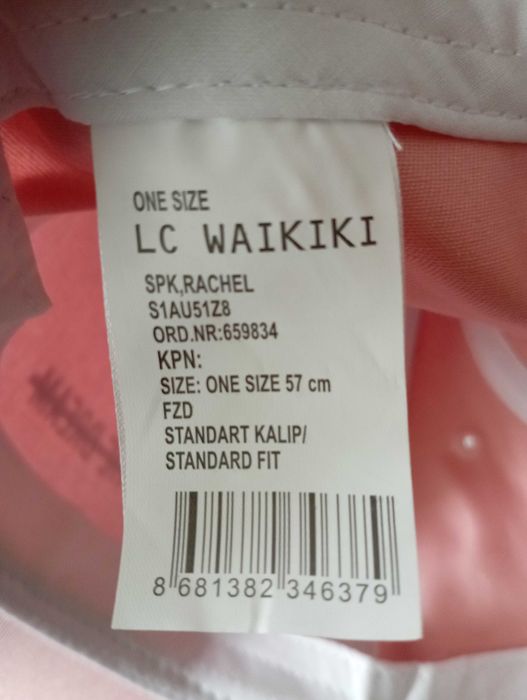 ONE SIZE
LC WAIKIKI
SPK,RACHEL
S1AU51Z8
ORD.NR:659834
KPN:
SIZE: ONE SIZE 57 cm
FZD
STANDART KALIP/
STANDARD FIT
8 681382 346379